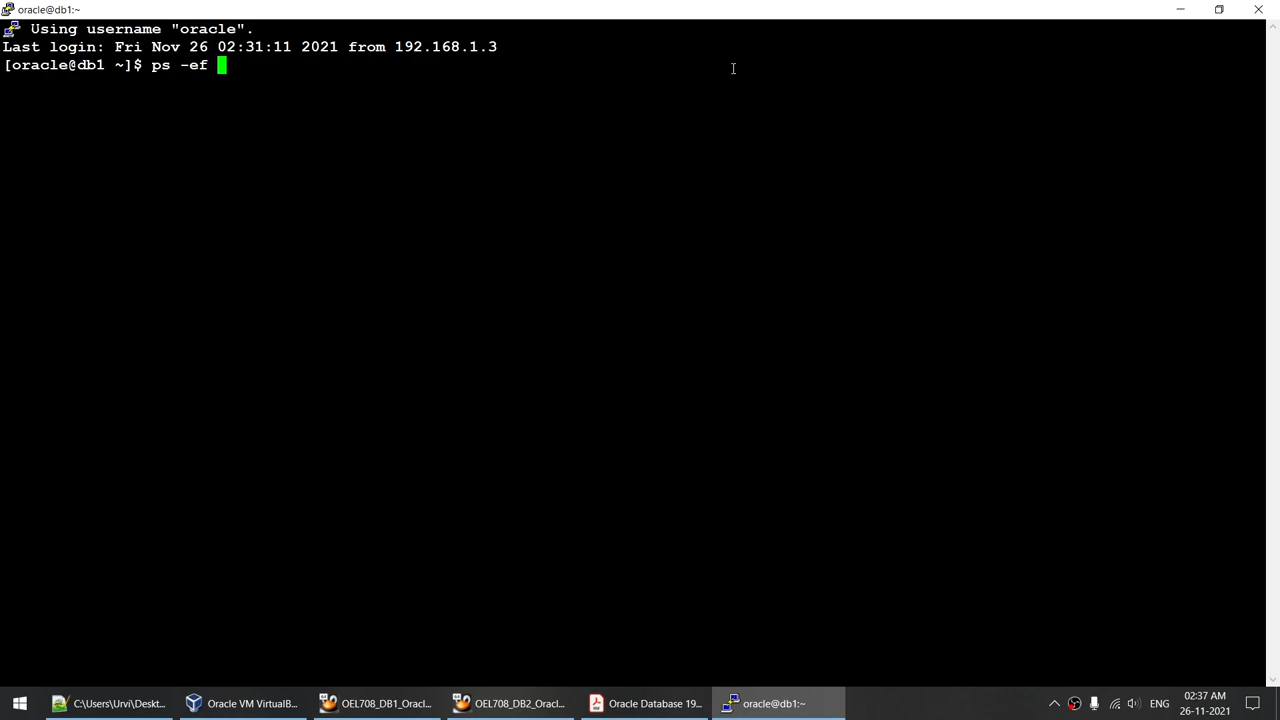 oracle@db1:~
Using username "oracle".
Last login: Fri Nov 26 02:31:11 2021 from 192.168.1.3
[oracle@db1 ~]$ ps -ef
C:\Users\Urvi\Deskt...
Oracle VM VirtualB...
OEL708_DB1_Oracl...
OEL708_DB2_Oracl...
Oracle Database 19...
oracle@db1:~
ENG
02:37 AM
26-11-2021